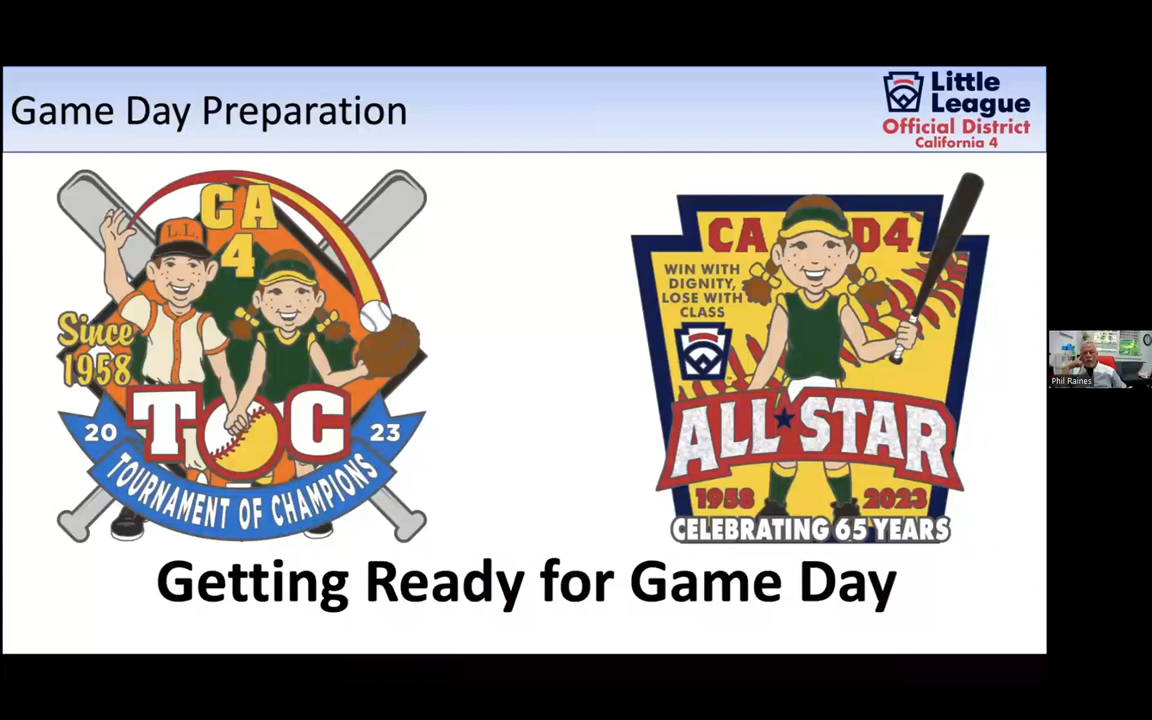 Game Day Preparation
Little
League
Official District
California 4
CA
4
L.L.
Since
1958
TOC
20 23
TOURNAMENT OF CHAMPIONS
CA D4
WIN WITH
DIGNITY,
LOSE WITH
CLASS
ALL★STAR
1958 2023
CELEBRATING 65 YEARS
Getting Ready for Game Day
Phil Raines